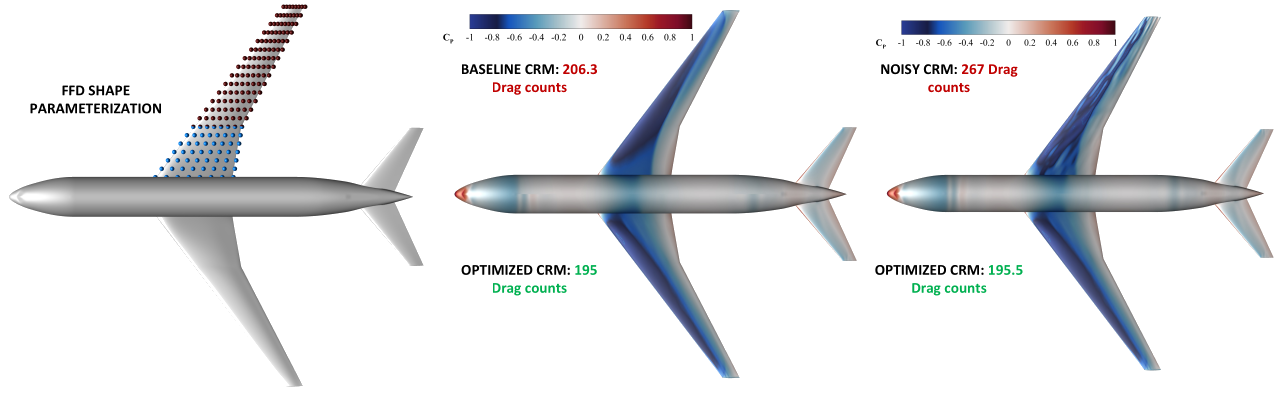 FFD SHAPE
PARAMETERIZATION
C_P -1 -0.8 -0.6 -0.4 -0.2 0 0.2 0.4 0.6 0.8 1
BASELINE CRM: 206.3
Drag counts
OPTIMIZED CRM: 195
Drag counts
C_P -1 -0.8 -0.6 -0.4 -0.2 0 0.2 0.4 0.6 0.8 1
NOISY CRM: 267 Drag
counts
OPTIMIZED CRM: 195.5
Drag counts